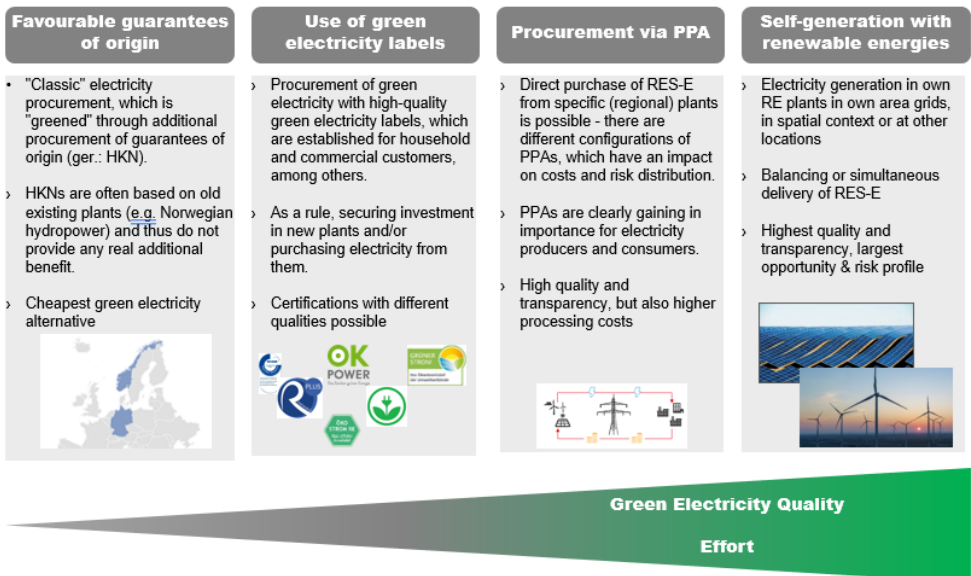 Favourable guarantees
of origin
"Classic" electricity
procurement, which is
"greened" through additional
procurement of guarantees of
origin (ger.: HKN).
HKNs are often based on old
existing plants (e.g. Norwegian
hydropower) and thus do not
provide any real additional
benefit.
Cheapest green electricity
alternative
Use of green
electricity labels
Procurement of green
electricity with high-quality
green electricity labels, which
are established for household
and commercial customers,
among others.
As a rule, securing investment
in new plants and/or
purchasing electricity from
them.
Certifications with different
qualities possible
OK
POWER
R
PLUS
GRÜNER
STROM
ÖKO
STROM
Procurement via PPA
Direct purchase of RES-E
from specific (regional) plants
is possible - there are
different configurations of
PPAs, which have an impact
on costs and risk distribution.
PPAs are clearly gaining in
importance for electricity
producers and consumers.
High quality and
transparency, but also higher
processing costs
Self-generation with
renewable energies
Electricity generation in own
RE plants in own area grids,
in spatial context or at other
locations
Balancing or simultaneous
delivery of RES-E
Highest quality and
transparency, largest
opportunity & risk profile
Green Electricity Quality
Effort